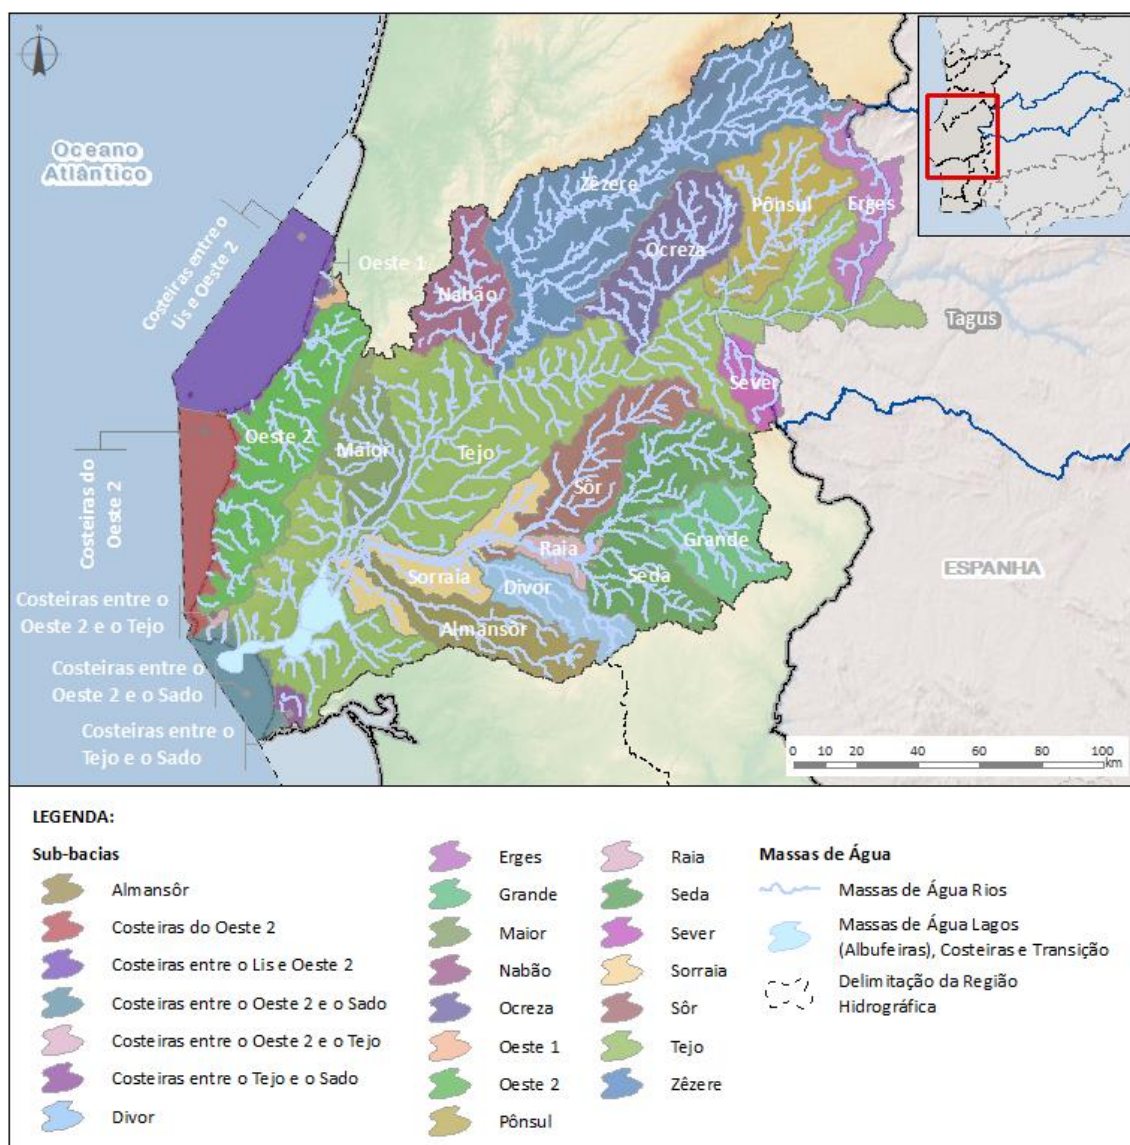 N
Oceano
Atlântico
Costeiras entre o
Lis e Oeste 2
Oeste 1
Zêzere
Pônsul
Erges
Ocreza
Nabão
Tagus
Sever
Oeste 2
Maior
Tejo
Sôr
Costeiras do
Oeste 2
Raia
Grande
Sorraia
Divor
Seda
ESPANHA
Almansôr
Costeiras entre o
Oeste 2 e o Tejo
Costeiras entre o
Oeste 2 e o Sado
Costeiras entre o
Tejo e o Sado
0 10 20 40 60 80 100
km
LEGENDA:
Sub-bacias
Almansôr
Costeiras do Oeste 2
Costeiras entre o Lis e Oeste 2
Costeiras entre o Oeste 2 e o Sado
Costeiras entre o Oeste 2 e o Tejo
Costeiras entre o Tejo e o Sado
Divor
Erges
Grande
Maior
Nabão
Ocreza
Oeste 1
Oeste 2
Pônsul
Raia
Seda
Sever
Sorraia
Sôr
Tejo
Zêzere
Massas de Água
Massas de Água Rios
Massas de Água Lagos
(Albufeiras), Costeiras e Transição
Delimitação da Região
Hidrográfica